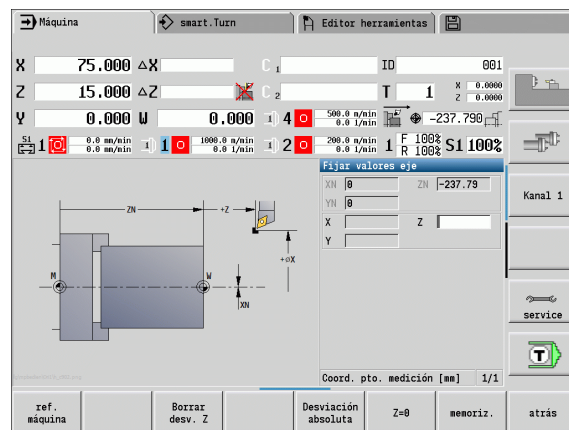 Máquina
smart.Turn
Editor herramientas
X 75.000 △X
C 1
ID 001
Z 15.000 △Z
C 2
T 1
X 0.0000
Z 0.0000
Y 0.000 W 0.000
4
500.0 m/min
0.0 1/min
-237.790
S1
1
0.0 mm/min
0.0 mm/min
1
1000.0 m/min
0.0 1/min
2
200.0 m/min
0.0 1/min
1
F 100%
R 100%
S1 100%
Fijar valores eje
XN 0 ZN -237.79
YN 0
X Z
Y
Kanal 1
ZN
+Z
+øX
M
W
XN
service
T
Coord. pto. medición [mm] 1/1
ref.
máquina
Borrar
desv. Z
Desviación
absoluta
Z=0
memoriz.
atrás